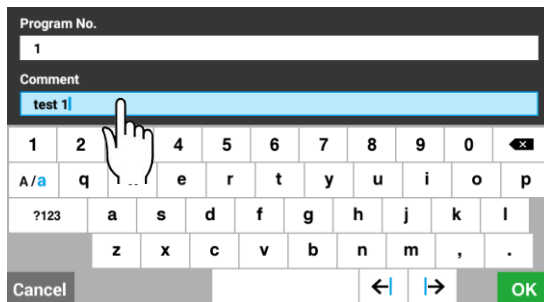 Program No.
1
Comment
test 1
1 2 4 5 6 7 8 9 0
A/a q e r t y u i o p
?123 a s d f g h j k l
z x c v b n m , .
Cancel OK